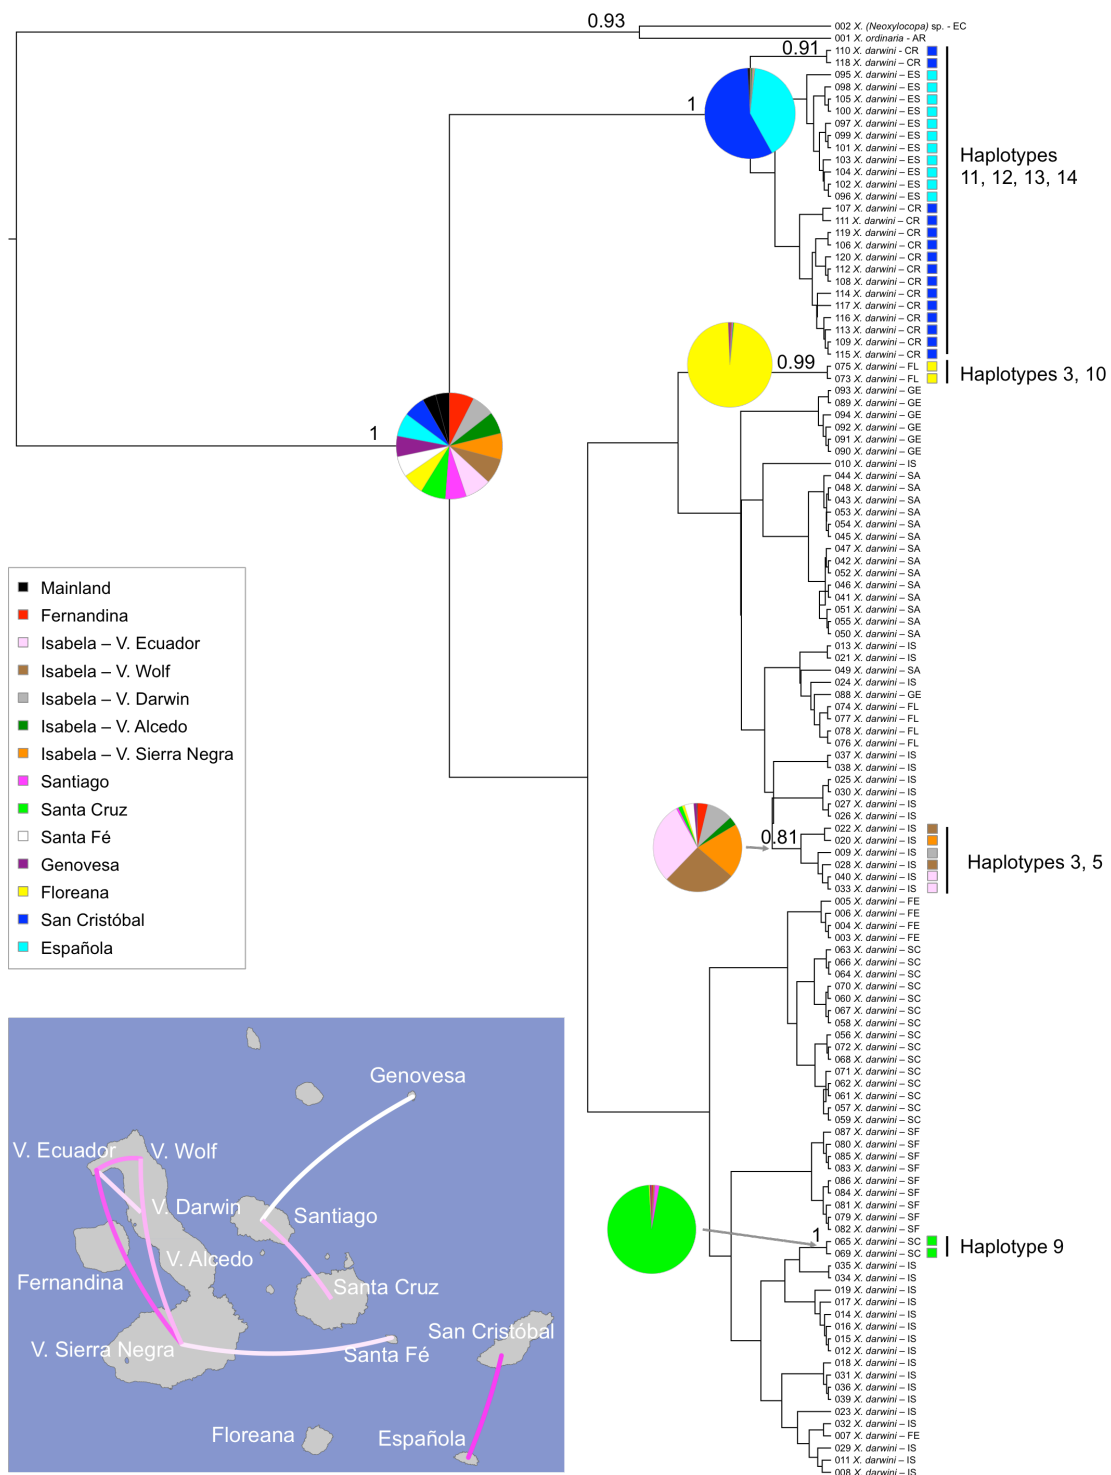 0.93
002 X. (Neoxylocopa) sp. - EC
001 X. ordinaria - AR
0.91
110 X. darwini - CR
118 X. darwini – CR
095 X. darwini – ES
098 X. darwini – ES
105 X. darwini – ES
100 X. darwini – ES
1
097 X. darwini – ES
099 X. darwini – ES
101 X. darwini – ES
103 X. darwini – ES
104 X. darwini – ES
102 X. darwini – ES
096 X. darwini – ES
Haplotypes
11, 12, 13, 14
107 X. darwini – CR
111 X. darwini – CR
119 X. darwini – CR
106 X. darwini – CR
120 X. darwini – CR
112 X. darwini – CR
108 X. darwini – CR
114 X. darwini – CR
117 X. darwini – CR
116 X. darwini – CR
113 X. darwini – CR
109 X. darwini – CR
115 X. darwini – CR
0.99
075 X. darwini – FL
073 X. darwini – FL
Haplotypes 3, 10
093 X. darwini – GE
089 X. darwini – GE
094 X. darwini – GE
092 X. darwini – GE
091 X. darwini – GE
090 X. darwini – GE
1
010 X. darwini – IS
044 X. darwini – SA
048 X. darwini – SA
043 X. darwini – SA
053 X. darwini – SA
054 X. darwini – SA
045 X. darwini – SA
047 X. darwini – SA
042 X. darwini – SA
052 X. darwini – SA
046 X. darwini – SA
041 X. darwini – SA
051 X. darwini – SA
055 X. darwini – SA
050 X. darwini – SA
013 X. darwini – IS
021 X. darwini – IS
049 X. darwini – SA
024 X. darwini – IS
088 X. darwini – GE
074 X. darwini – FL
077 X. darwini – FL
078 X. darwini – FL
076 X. darwini – FL
037 X. darwini – IS
038 X. darwini – IS
025 X. darwini – IS
030 X. darwini – IS
027 X. darwini – IS
026 X. darwini – IS
0.81
022 X. darwini – IS
020 X. darwini – IS
009 X. darwini – IS
028 X. darwini – IS
040 X. darwini – IS
033 X. darwini – IS
Haplotypes 3, 5
005 X. darwini – FE
006 X. darwini – FE
004 X. darwini – FE
003 X. darwini – FE
063 X. darwini – SC
066 X. darwini – SC
064 X. darwini – SC
070 X. darwini – SC
060 X. darwini – SC
067 X. darwini – SC
058 X. darwini – SC
056 X. darwini – SC
072 X. darwini – SC
068 X. darwini – SC
071 X. darwini – SC
062 X. darwini – SC
061 X. darwini – SC
057 X. darwini – SC
059 X. darwini – SC
087 X. darwini – SF
080 X. darwini – SF
085 X. darwini – SF
083 X. darwini – SF
086 X. darwini – SF
084 X. darwini – SF
081 X. darwini – SF
079 X. darwini – SF
082 X. darwini – SF
1
065 X. darwini – SC
069 X. darwini – SC
Haplotype 9
035 X. darwini – IS
034 X. darwini – IS
019 X. darwini – IS
017 X. darwini – IS
014 X. darwini – IS
016 X. darwini – IS
015 X. darwini – IS
012 X. darwini – IS
018 X. darwini – IS
031 X. darwini – IS
036 X. darwini – IS
039 X. darwini – IS
023 X. darwini – IS
032 X. darwini – IS
007 X. darwini – FE
029 X. darwini – IS
011 X. darwini – IS
008 X. darwini – IS
Mainland
Fernandina
Isabela – V. Ecuador
Isabela – V. Wolf
Isabela – V. Darwin
Isabela – V. Alcedo
Isabela – V. Sierra Negra
Santiago
Santa Cruz
Santa Fé
Genovesa
Floreana
San Cristóbal
Española
Genovesa
V. Ecuador
V. Wolf
V. Darwin
Santiago
V. Alcedo
Fernandina
Santa Cruz
San Cristóbal
V. Sierra Negra
Santa Fé
Floreana
Española